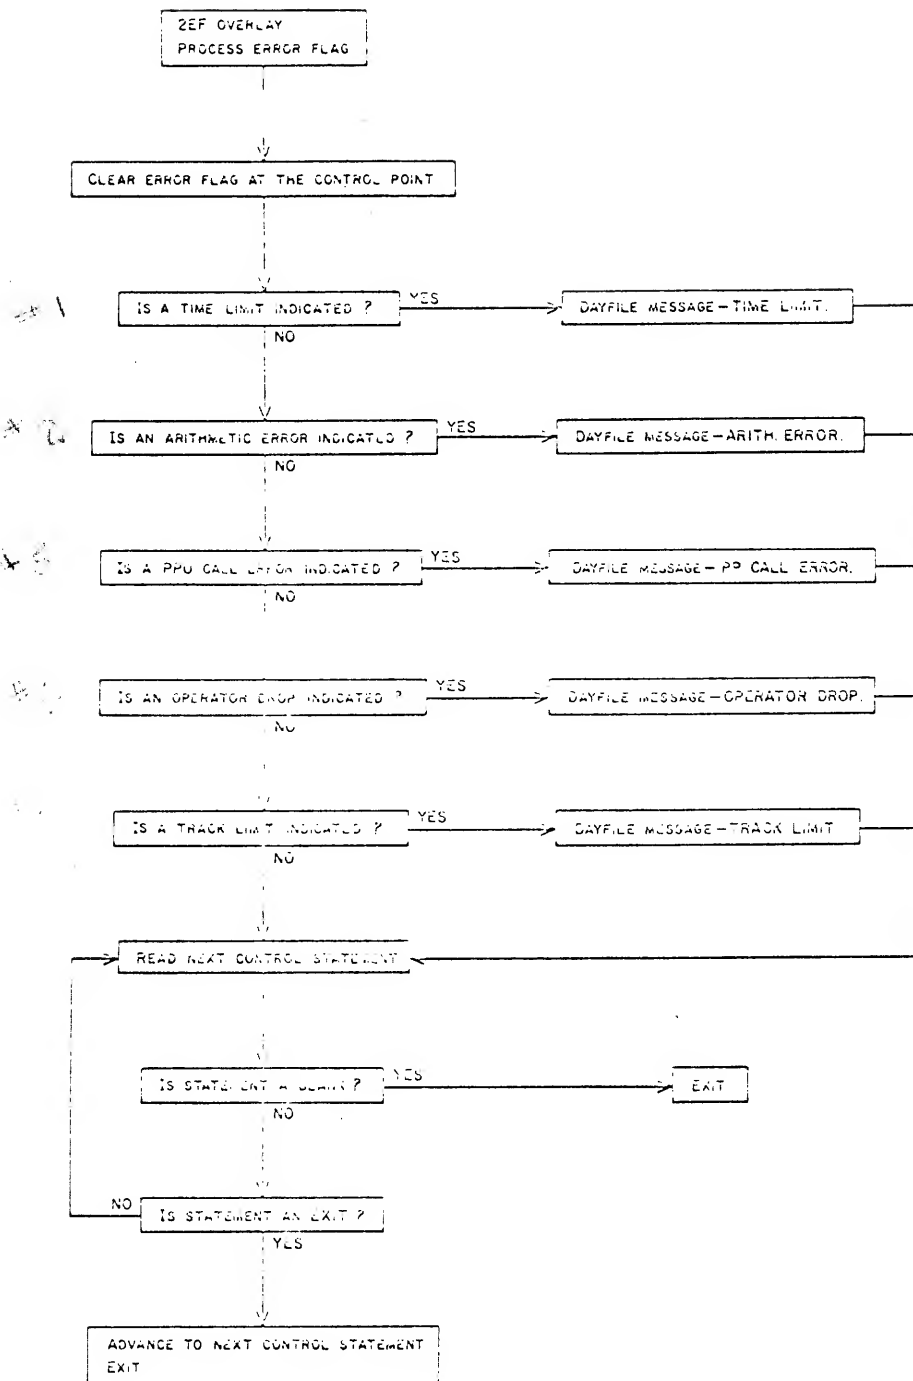 2EF OVERLAY
PROCESS ERROR FLAG
CLEAR ERROR FLAG AT THE CONTROL POINT
IS A TIME LIMIT INDICATED ?
YES
DAYFILE MESSAGE—TIME LIMIT.
NO
IS AN ARITHMETIC ERROR INDICATED ?
YES
DAYFILE MESSAGE—ARITH. ERROR.
NO
IS A PPU CALL ERROR INDICATED ?
YES
DAYFILE MESSAGE—PP CALL ERROR.
NO
IS AN OPERATOR DROP INDICATED ?
YES
DAYFILE MESSAGE—OPERATOR DROP.
NO
IS A TRACK LIMIT INDICATED ?
YES
DAYFILE MESSAGE—TRACK LIMIT
NO
READ NEXT CONTROL STATEMENT
IS STATEMENT A BLANK ?
YES
EXIT
NO
NO
IS STATEMENT AN EXIT ?
YES
ADVANCE TO NEXT CONTROL STATEMENT
EXIT